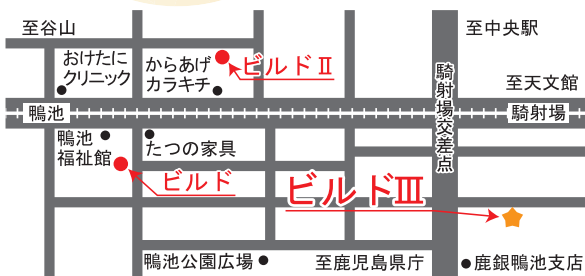 至谷山
至中央駅
おけたに
クリニック
からあげ
カラキチ
ビルドⅡ
至天文館
鴨池
騎射場
騎射場交差点
鴨池
福祉館
たつの家具
ビルド
ビルドⅢ
鴨池公園広場
至鹿児島県庁
鹿銀鴨池支店